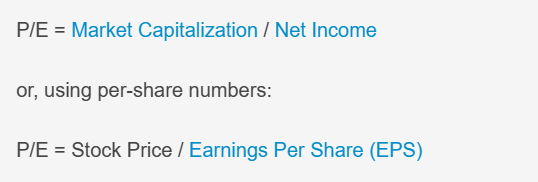 P/E = Market Capitalization / Net Income
or, using per-share numbers:
P/E = Stock Price / Earnings Per Share (EPS)